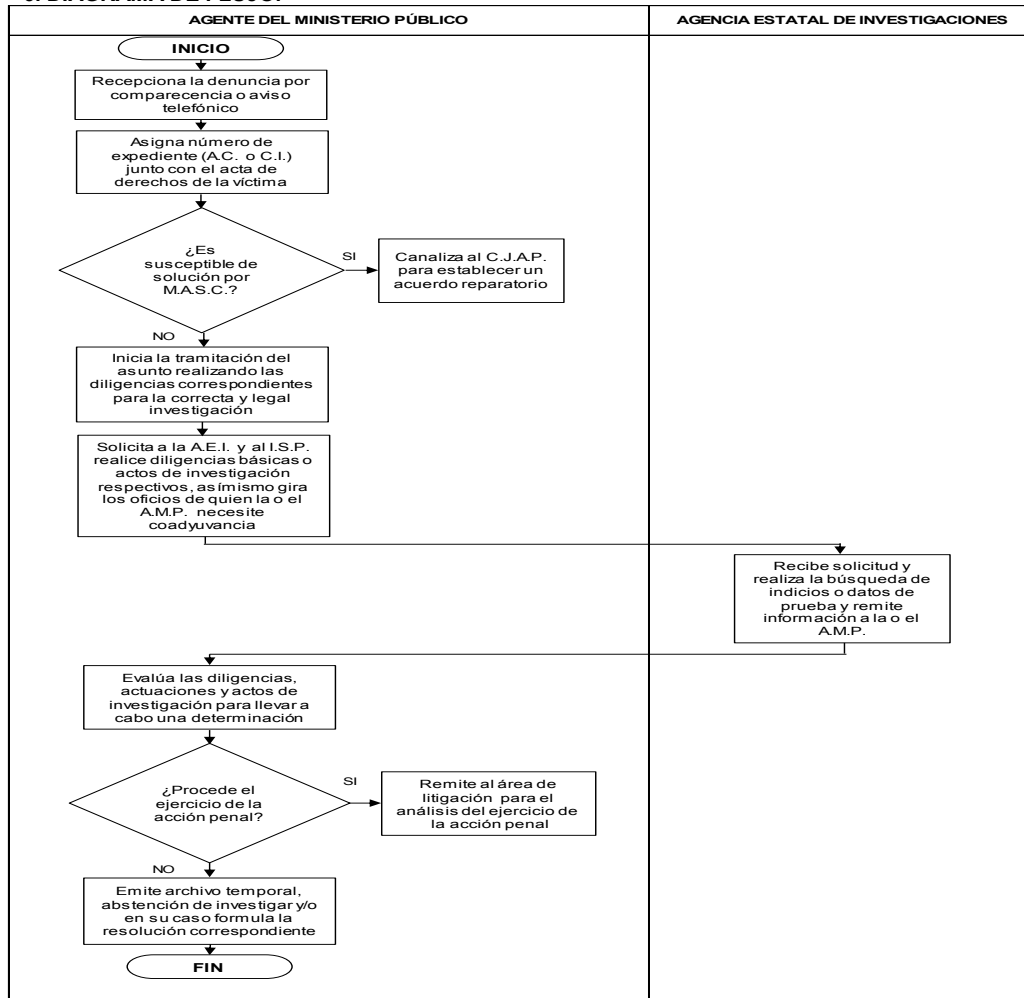 AGENTE DEL MINISTERIO PÚBLICO
AGENCIA ESTATAL DE INVESTIGACIONES
INICIO
Recepciona la denuncia por
comparecencia o aviso
telefónico
Asigna número de
expediente (A.C. o C.I.)
junto con el acta de
derechos de la víctima
¿Es
susceptible de
solución por
M.A.S.C.?
SI
Canaliza al C.J.A.P.
para establecer un
acuerdo reparatorio
NO
Inicia la tramitación del
asunto realizando las
diligencias correspondientes
para la correcta y legal
investigación
Solicita a la A.E.I. y al I.S.P.
realice diligencias básicas o
actos de investigación
respectivos, asímismo gira
los oficios de quien la o el
A.M.P. necesite
coadyuvancia
Recibe solicitud y
realiza la búsqueda de
indicios o datos de
prueba y remite
información a la o el
A.M.P.
Evalúa las diligencias,
actuaciones y actos de
investigación para llevar a
cabo una determinación
¿Procede el
ejercicio de la
acción penal?
SI
Remite al área de
litigación para el
análisis del ejercicio de
la acción penal
NO
Emite archivo temporal,
abstención de investigar y/o
en su caso formula la
resolución correspondiente
FIN